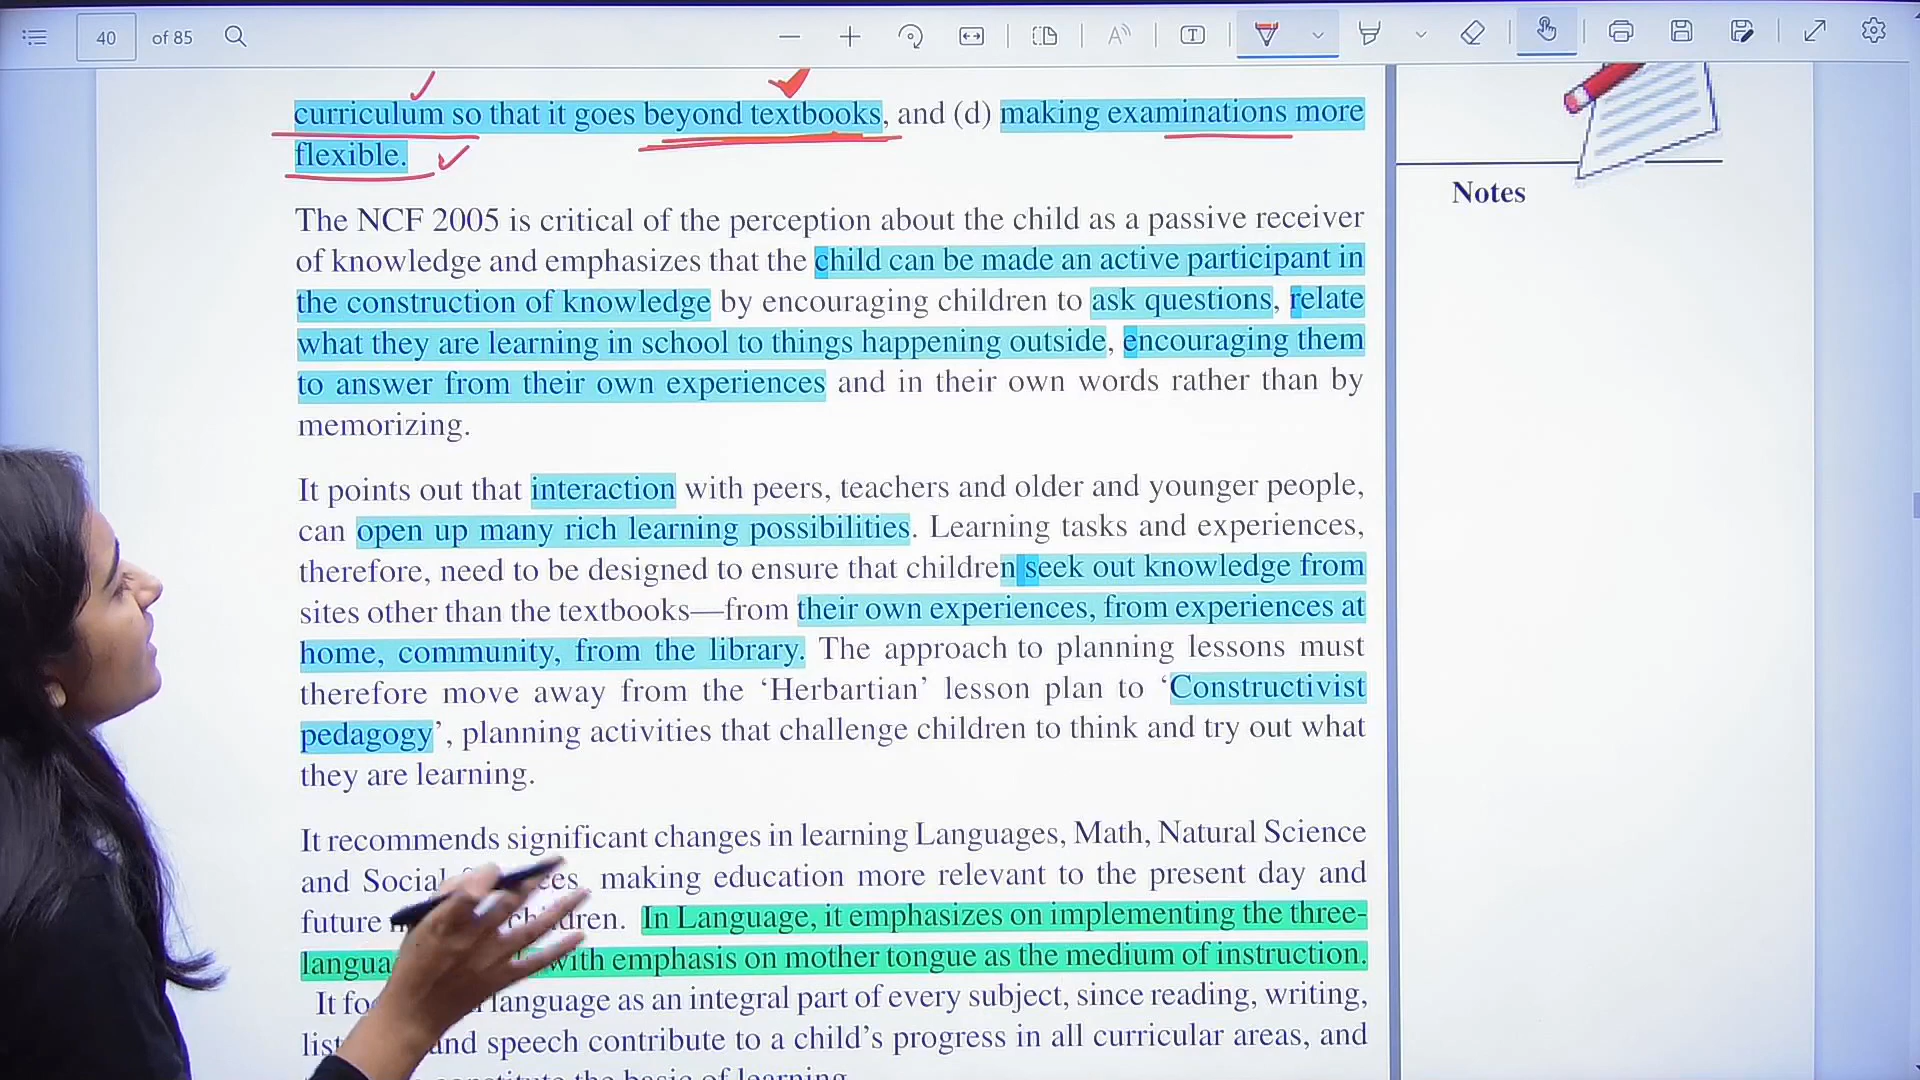 40 of 85
curriculum so that it goes beyond textbooks, and (d) making examinations more
flexible.
Notes
The NCF 2005 is critical of the perception about the child as a passive receiver
of knowledge and emphasizes that the child can be made an active participant in
the construction of knowledge by encouraging children to ask questions, relate
what they are learning in school to things happening outside, encouraging them
to answer from their own experiences and in their own words rather than by
memorizing.
It points out that interaction with peers, teachers and older and younger people,
can open up many rich learning possibilities. Learning tasks and experiences,
therefore, need to be designed to ensure that children seek out knowledge from
sites other than the textbooks—from their own experiences, from experiences at
home, community, from the library. The approach to planning lessons must
therefore move away from the ‘Herbartian’ lesson plan to ‘Constructivist
pedagogy’, planning activities that challenge children to think and try out what
they are learning.
It recommends significant changes in learning Languages, Math, Natural Science
and Social making education more relevant to the present day and
future children. In Language, it emphasizes on implementing the three-
with emphasis on mother tongue as the medium of instruction.
It language as an integral part of every subject, since reading, writing,
and speech contribute to a child’s progress in all curricular areas, and
constitute the basic of learning.